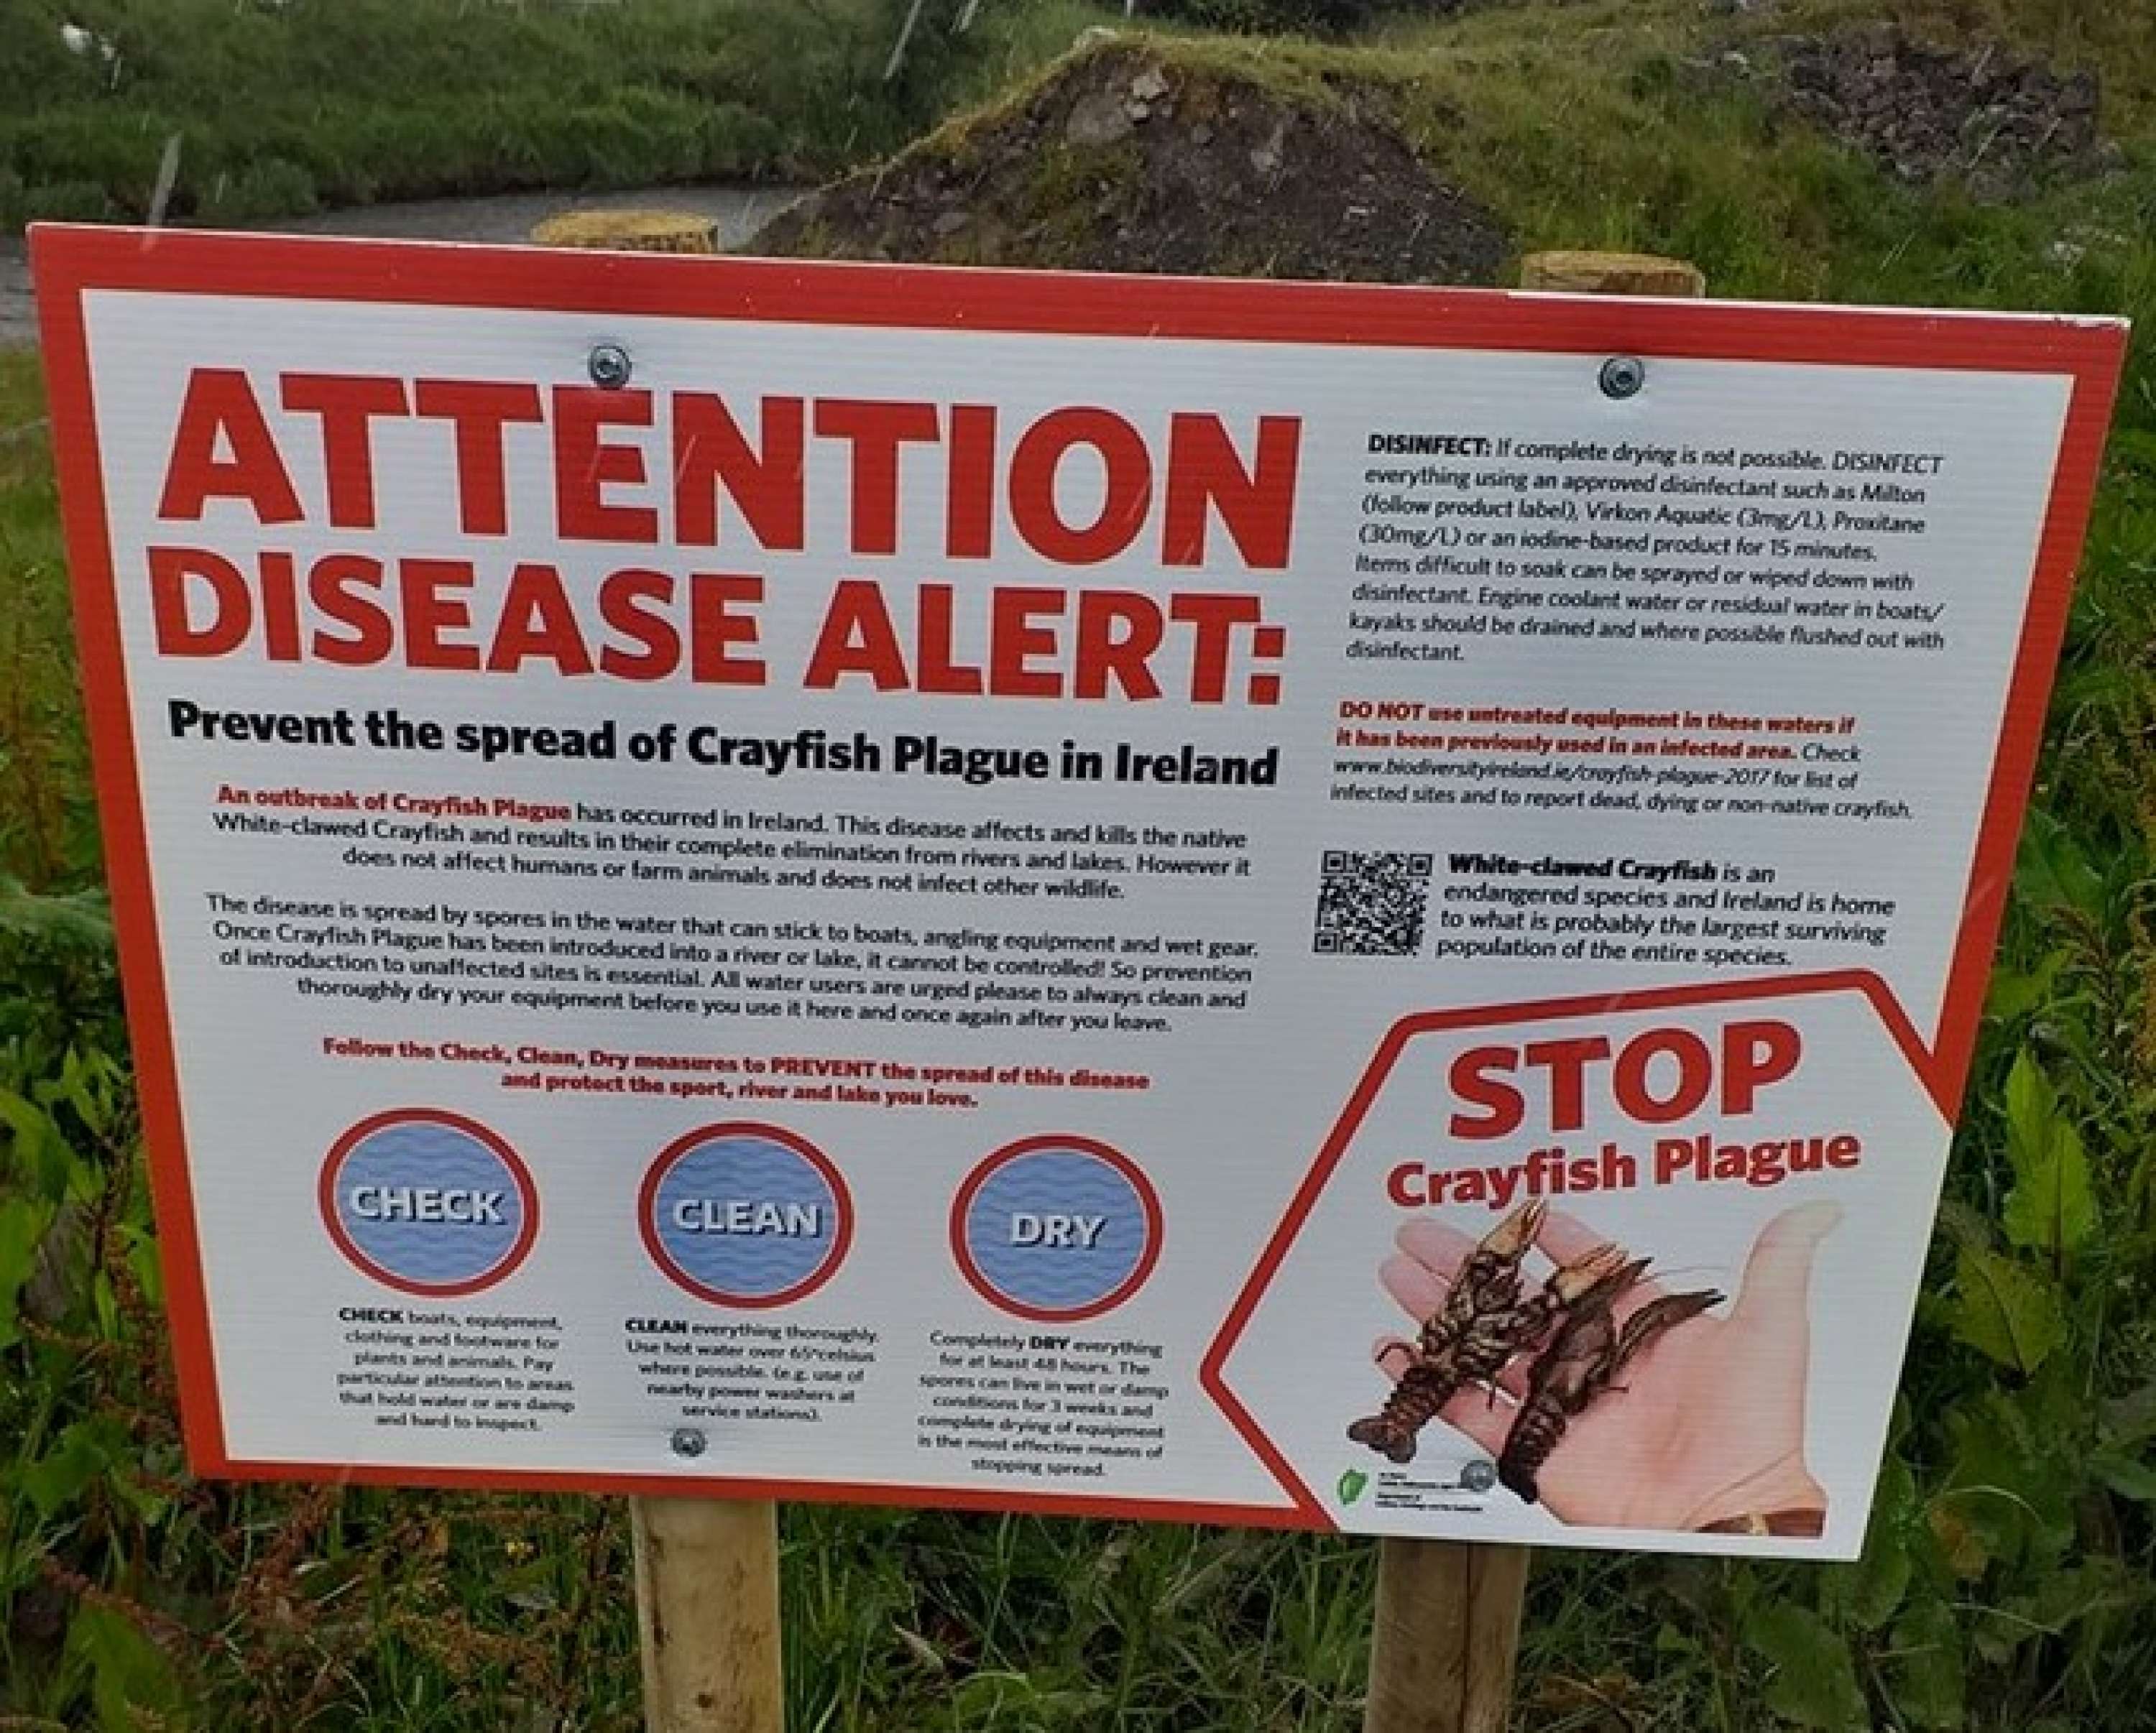 ATTENTION
DISEASE ALERT:
Prevent the spread of Crayfish Plague in Ireland
An outbreak of Crayfish Plague has occurred in Ireland. This disease affects and kills the native
White-clawed Crayfish and results in their complete elimination from rivers and lakes. However it
does not affect humans or farm animals and does not infect other wildlife.
The disease is spread by spores in the water that can stick to boats, angling equipment and wet gear.
Once Crayfish Plague has been introduced into a river or lake, it cannot be controlled! So prevention
of introduction to unaffected sites is essential. All water users are urged please to always clean and
thoroughly dry your equipment before you use it here and once again after you leave.
Follow the Check, Clean, Dry measures to PREVENT the spread of this disease
and protect the sport, river and lake you love.
CHECK
CHECK boats, equipment,
clothing and footware for
plants and animals. Pay
particular attention to areas
that hold water or are damp
and hard to inspect.
CLEAN
CLEAN everything thoroughly.
Use hot water over 65°celsius
where possible. (e.g. use of
nearby power washers at
service stations).
DRY
Completely DRY everything
for at least 48 hours. The
spores can live in wet or damp
conditions for 3 weeks and
complete drying of equipment
is the most effective means of
stopping spread.
DISINFECT: If complete drying is not possible. DISINFECT
everything using an approved disinfectant such as Milton
(follow product label), Virkon Aquatic (3mg/L), Proxitane
(30mg/L) or an iodine-based product for 15 minutes.
Items difficult to soak can be sprayed or wiped down with
disinfectant. Engine coolant water or residual water in boats/
kayaks should be drained and where possible flushed out with
disinfectant.
DO NOT use untreated equipment in these waters if
it has been previously used in an infected area. Check
www.biodiversityireland.ie/crayfish-plague-2017 for list of
infected sites and to report dead, dying or non-native crayfish.
White-clawed Crayfish is an
endangered species and Ireland is home
to what is probably the largest surviving
population of the entire species.
STOP
Crayfish Plague